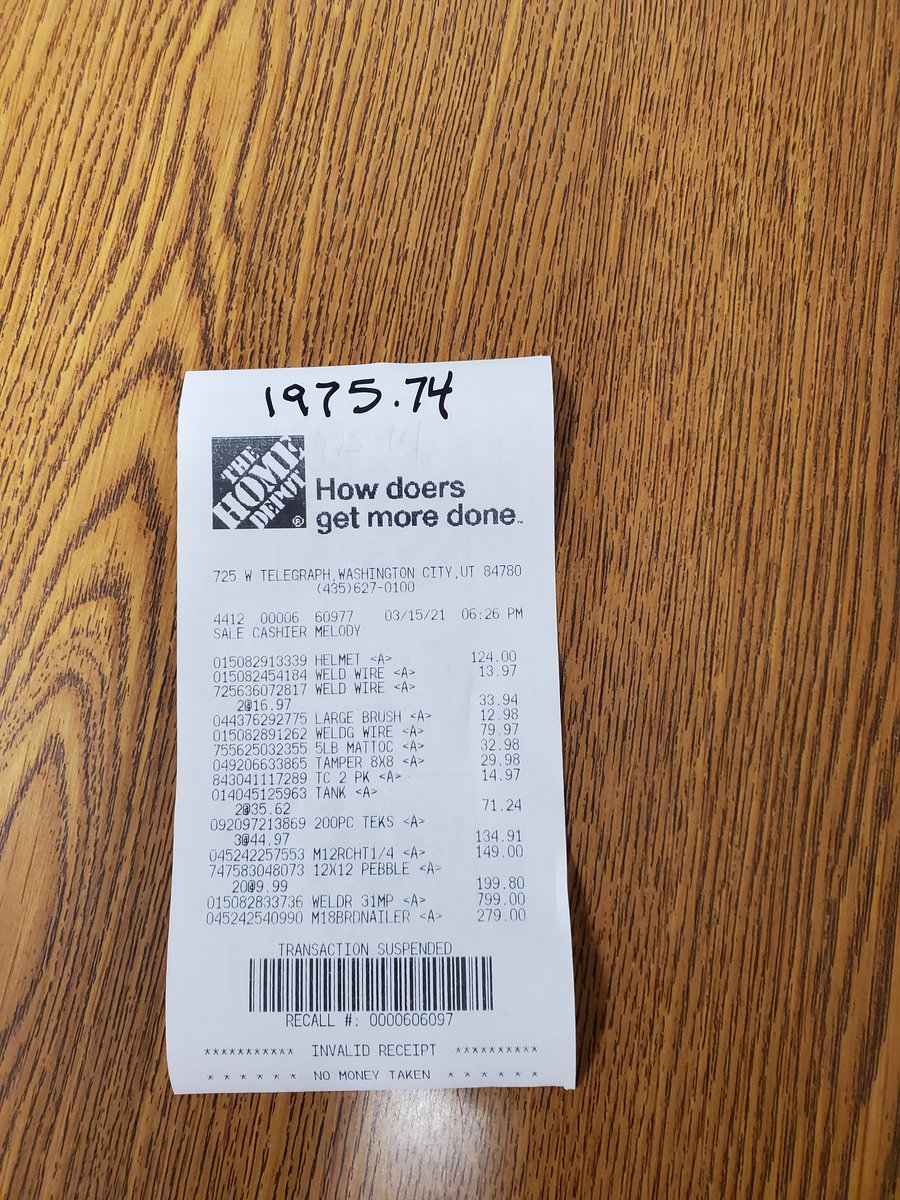 1975.74
THE
HOME
DEPOT
®
How doers
get more done™
725 W TELEGRAPH,WASHINGTON CITY,UT 84780
(435)627-0100
4412 00006 60977 03/15/21 06:26 PM
SALE CASHIER MELODY
015082913339 HELMET <A> 124.00
015082454184 WELD WIRE <A> 13.97
725636072817 WELD WIRE <A>
2@16.97 33.94
044376292775 LARGE BRUSH <A> 12.98
015082891262 WELDG WIRE <A> 79.97
755625032355 5LB MATTOC <A> 32.98
049206633865 TAMPER 8X8 <A> 29.98
843041117289 TC 2 PK <A> 14.97
014045125963 TANK <A>
2@35.62 71.24
092097213869 200PC TEKS <A>
3@44.97 134.91
045242257553 M12RCHT1/4 <A> 149.00
747583048073 12X12 PEBBLE <A>
20@9.99 199.80
015082833736 WELDR 31MP <A> 799.00
045242540990 M18BRDNAILER <A> 279.00
TRANSACTION SUSPENDED
RECALL #: 0000606097
*********** INVALID RECEIPT **********
* * * * * * NO MONEY TAKEN * * * * * *